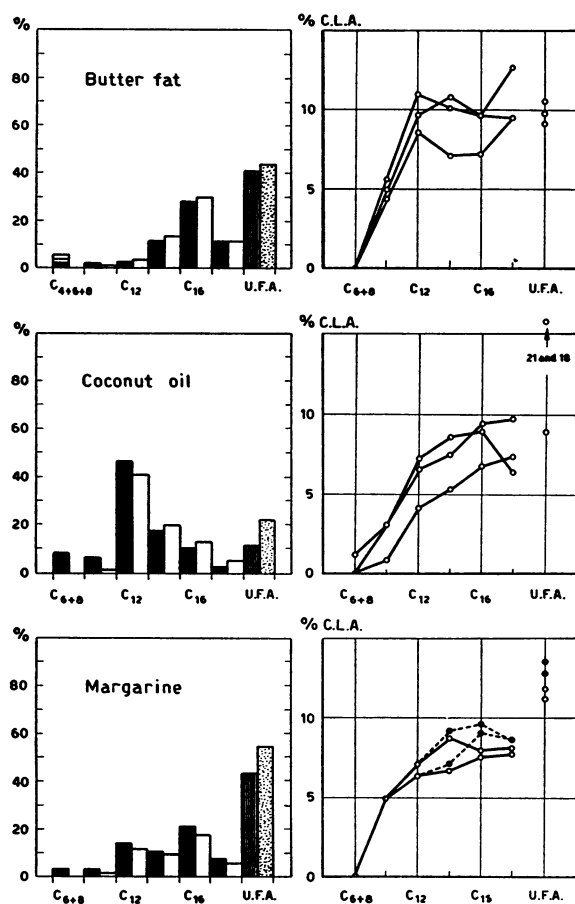 %
80
60
40
20
0
Butter fat
C4+6+8 C12 C16 U.F.A.
% C.L.A.
10
5
0
C6+8 C12 C16 U.F.A.
%
80
60
40
20
0
Coconut oil
C6+8 C12 C16 U.F.A.
% C.L.A.
21 and 18
10
5
0
C6+8 C12 C16 U.F.A.
%
80
60
40
20
0
Margarine
C6+8 C12 C16 U.F.A.
% C.L.A.
10
5
0
C6+8 C12 C15 U.F.A.